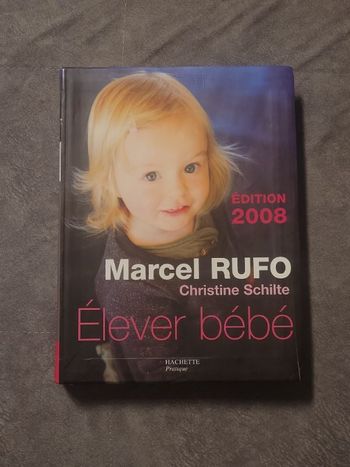 ÉDITION
2008
Marcel RUFO
Christine Schilte
Élever bébé
HACHETTE
Pratique